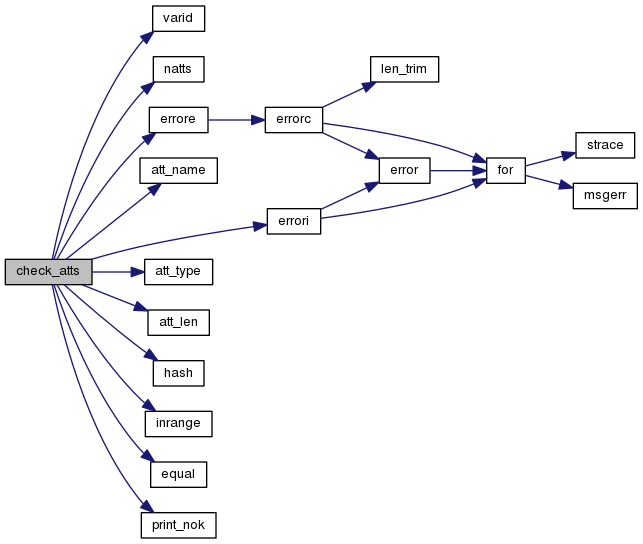 varid
natts
len_trim
errore
errorc
strace
att_name
error
for
msgerr
errori
check_atts
att_type
att_len
hash
inrange
equal
print_nok